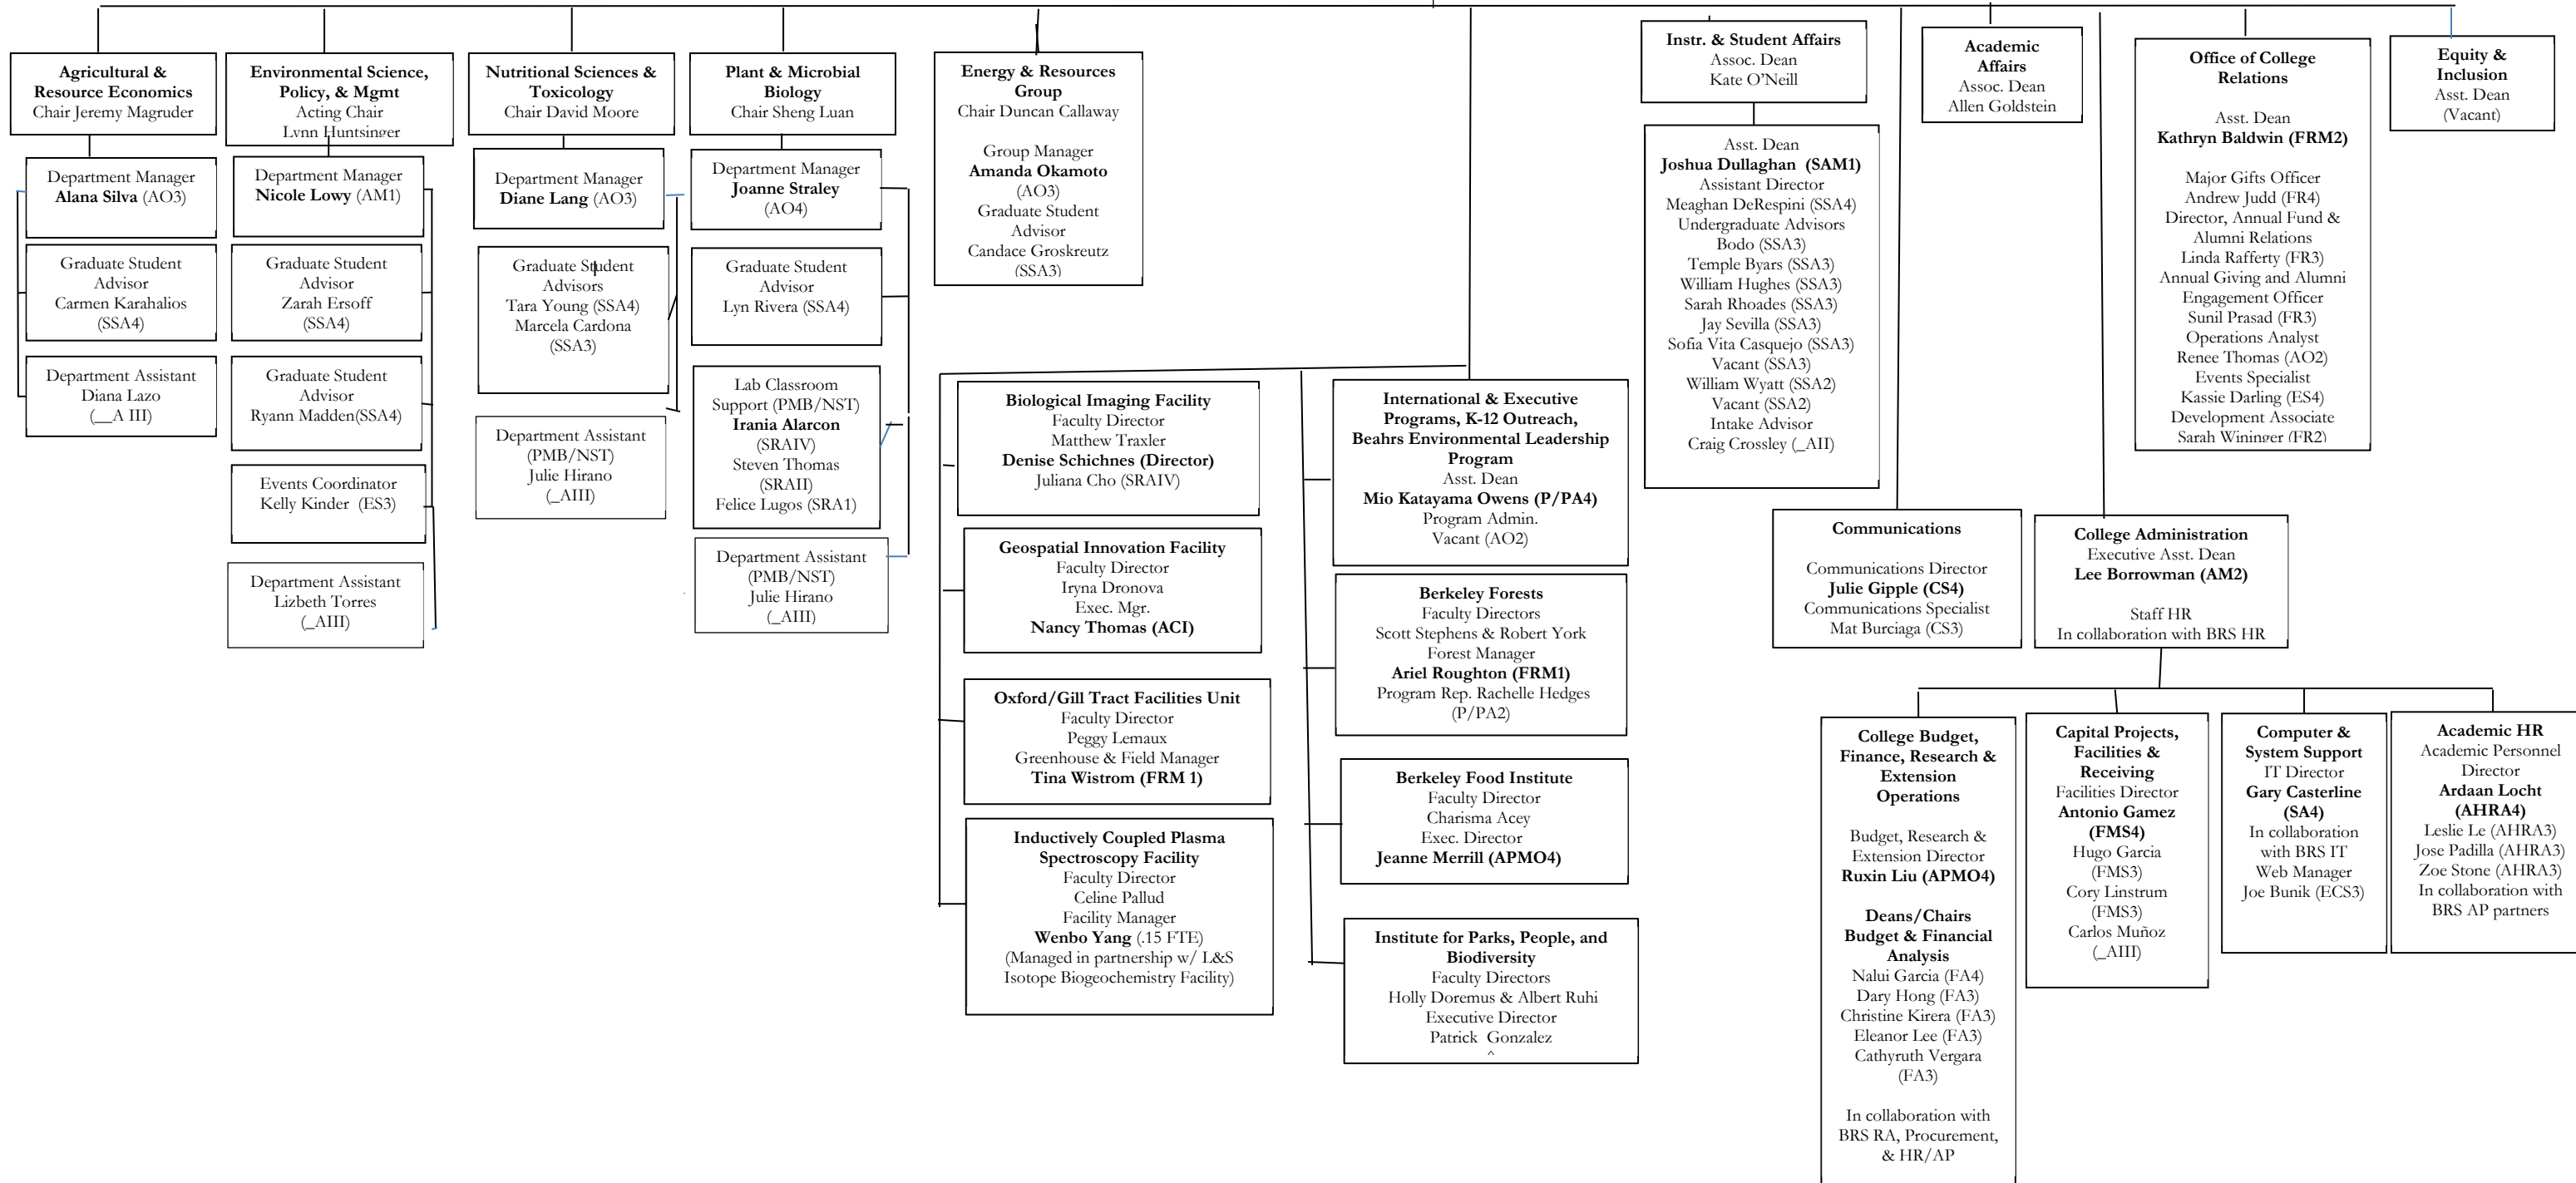 Agricultural &
Resource Economics
Chair Jeremy Magruder
Department Manager
Alana Silva (AO3)
Graduate Student
Advisor
Carmen Karahalios
(SSA4)
Department Assistant
Diana Lazo
(__A III)
Environmental Science,
Policy, & Mgmt
Acting Chair
Lynn Huntsinger
Department Manager
Nicole Lowy (AM1)
Graduate Student
Advisor
Zarah Ersoff
(SSA4)
Graduate Student
Advisor
Ryann Madden(SSA4)
Events Coordinator
Kelly Kinder (ES3)
Department Assistant
Lizbeth Torres
(_AIII)
Nutritional Sciences &
Toxicology
Chair David Moore
Department Manager
Diane Lang (AO3)
Graduate Student
Advisors
Tara Young (SSA4)
Marcela Cardona
(SSA3)
Department Assistant
(PMB/NST)
Julie Hirano
(_AIII)
Plant & Microbial
Biology
Chair Sheng Luan
Department Manager
Joanne Straley
(AO4)
Graduate Student
Advisor
Lyn Rivera (SSA4)
Lab Classroom
Support (PMB/NST)
Irania Alarcon
(SRAIV)
Steven Thomas
(SRAII)
Felice Lugos (SRA1)
Department Assistant
(PMB/NST)
Julie Hirano
(_AIII)
Energy & Resources
Group
Chair Duncan Callaway
Group Manager
Amanda Okamoto
(AO3)
Graduate Student
Advisor
Candace Groskreutz
(SSA3)
Biological Imaging Facility
Faculty Director
Matthew Traxler
Denise Schichnes (Director)
Juliana Cho (SRAIV)
Geospatial Innovation Facility
Faculty Director
Iryna Dronova
Exec. Mgr.
Nancy Thomas (ACI)
Oxford/Gill Tract Facilities Unit
Faculty Director
Peggy Lemaux
Greenhouse & Field Manager
Tina Wistrom (FRM 1)
Inductively Coupled Plasma
Spectroscopy Facility
Faculty Director
Celine Pallud
Facility Manager
Wenbo Yang (.15 FTE)
(Managed in partnership w/ L&S
Isotope Biogeochemistry Facility)
International & Executive
Programs, K-12 Outreach,
Beahrs Environmental Leadership
Program
Asst. Dean
Mio Katayama Owens (P/PA4)
Program Admin.
Vacant (AO2)
Berkeley Forests
Faculty Directors
Scott Stephens & Robert York
Forest Manager
Ariel Roughton (FRM1)
Program Rep. Rachelle Hedges
(P/PA2)
Berkeley Food Institute
Faculty Director
Charisma Acey
Exec. Director
Jeanne Merrill (APMO4)
Institute for Parks, People, and
Biodiversity
Faculty Directors
Holly Doremus & Albert Ruhi
Executive Director
Patrick Gonzalez
Instr. & Student Affairs
Assoc. Dean
Kate O’Neill
Asst. Dean
Joshua Dullaghan (SAM1)
Assistant Director
Meaghan DeRespini (SSA4)
Undergraduate Advisors
Bodo (SSA3)
Temple Byars (SSA3)
William Hughes (SSA3)
Sarah Rhoades (SSA3)
Jay Sevilla (SSA3)
Sofia Vita Casquejo (SSA3)
Vacant (SSA3)
William Wyatt (SSA2)
Vacant (SSA2)
Intake Advisor
Craig Crossley (_AII)
Academic
Affairs
Assoc. Dean
Allen Goldstein
Office of College
Relations
Asst. Dean
Kathryn Baldwin (FRM2)
Major Gifts Officer
Andrew Judd (FR4)
Director, Annual Fund &
Alumni Relations
Linda Rafferty (FR3)
Annual Giving and Alumni
Engagement Officer
Sunil Prasad (FR3)
Operations Analyst
Renee Thomas (AO2)
Events Specialist
Kassie Darling (ES4)
Development Associate
Sarah Wininger (FR2)
Equity &
Inclusion
Asst. Dean
(Vacant)
Communications
Communications Director
Julie Gipple (CS4)
Communications Specialist
Mat Burciaga (CS3)
College Administration
Executive Asst. Dean
Lee Borrowman (AM2)
Staff HR
In collaboration with BRS HR
College Budget,
Finance, Research &
Extension
Operations
Budget, Research &
Extension Director
Ruxin Liu (APMO4)
Deans/Chairs
Budget & Financial
Analysis
Nalui Garcia (FA4)
Dary Hong (FA3)
Christine Kirera (FA3)
Eleanor Lee (FA3)
Cathyruth Vergara
(FA3)
In collaboration with
BRS RA, Procurement,
& HR/AP
Capital Projects,
Facilities &
Receiving
Facilities Director
Antonio Gamez
(FMS4)
Hugo Garcia
(FMS3)
Cory Linstrum
(FMS3)
Carlos Muñoz
(_AIII)
Computer &
System Support
IT Director
Gary Casterline
(SA4)
In collaboration
with BRS IT
Web Manager
Joe Bunik (ECS3)
Academic HR
Academic Personnel
Director
Ardaan Locht
(AHRA4)
Leslie Le (AHRA3)
Jose Padilla (AHRA3)
Zoe Stone (AHRA3)
In collaboration with
BRS AP partners